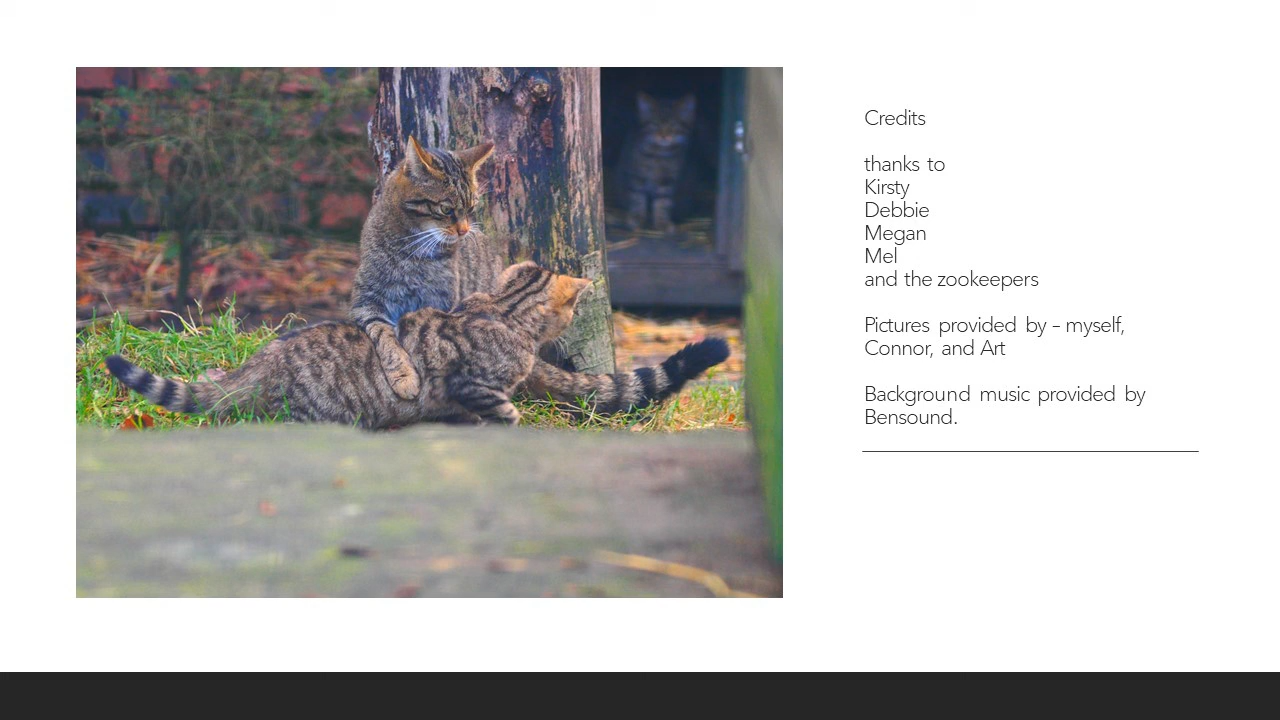 Credits
thanks to
Kirsty
Debbie
Megan
Mel
and the zookeepers
Pictures provided by – myself,
Connor, and Art
Background music provided by
Bensound.